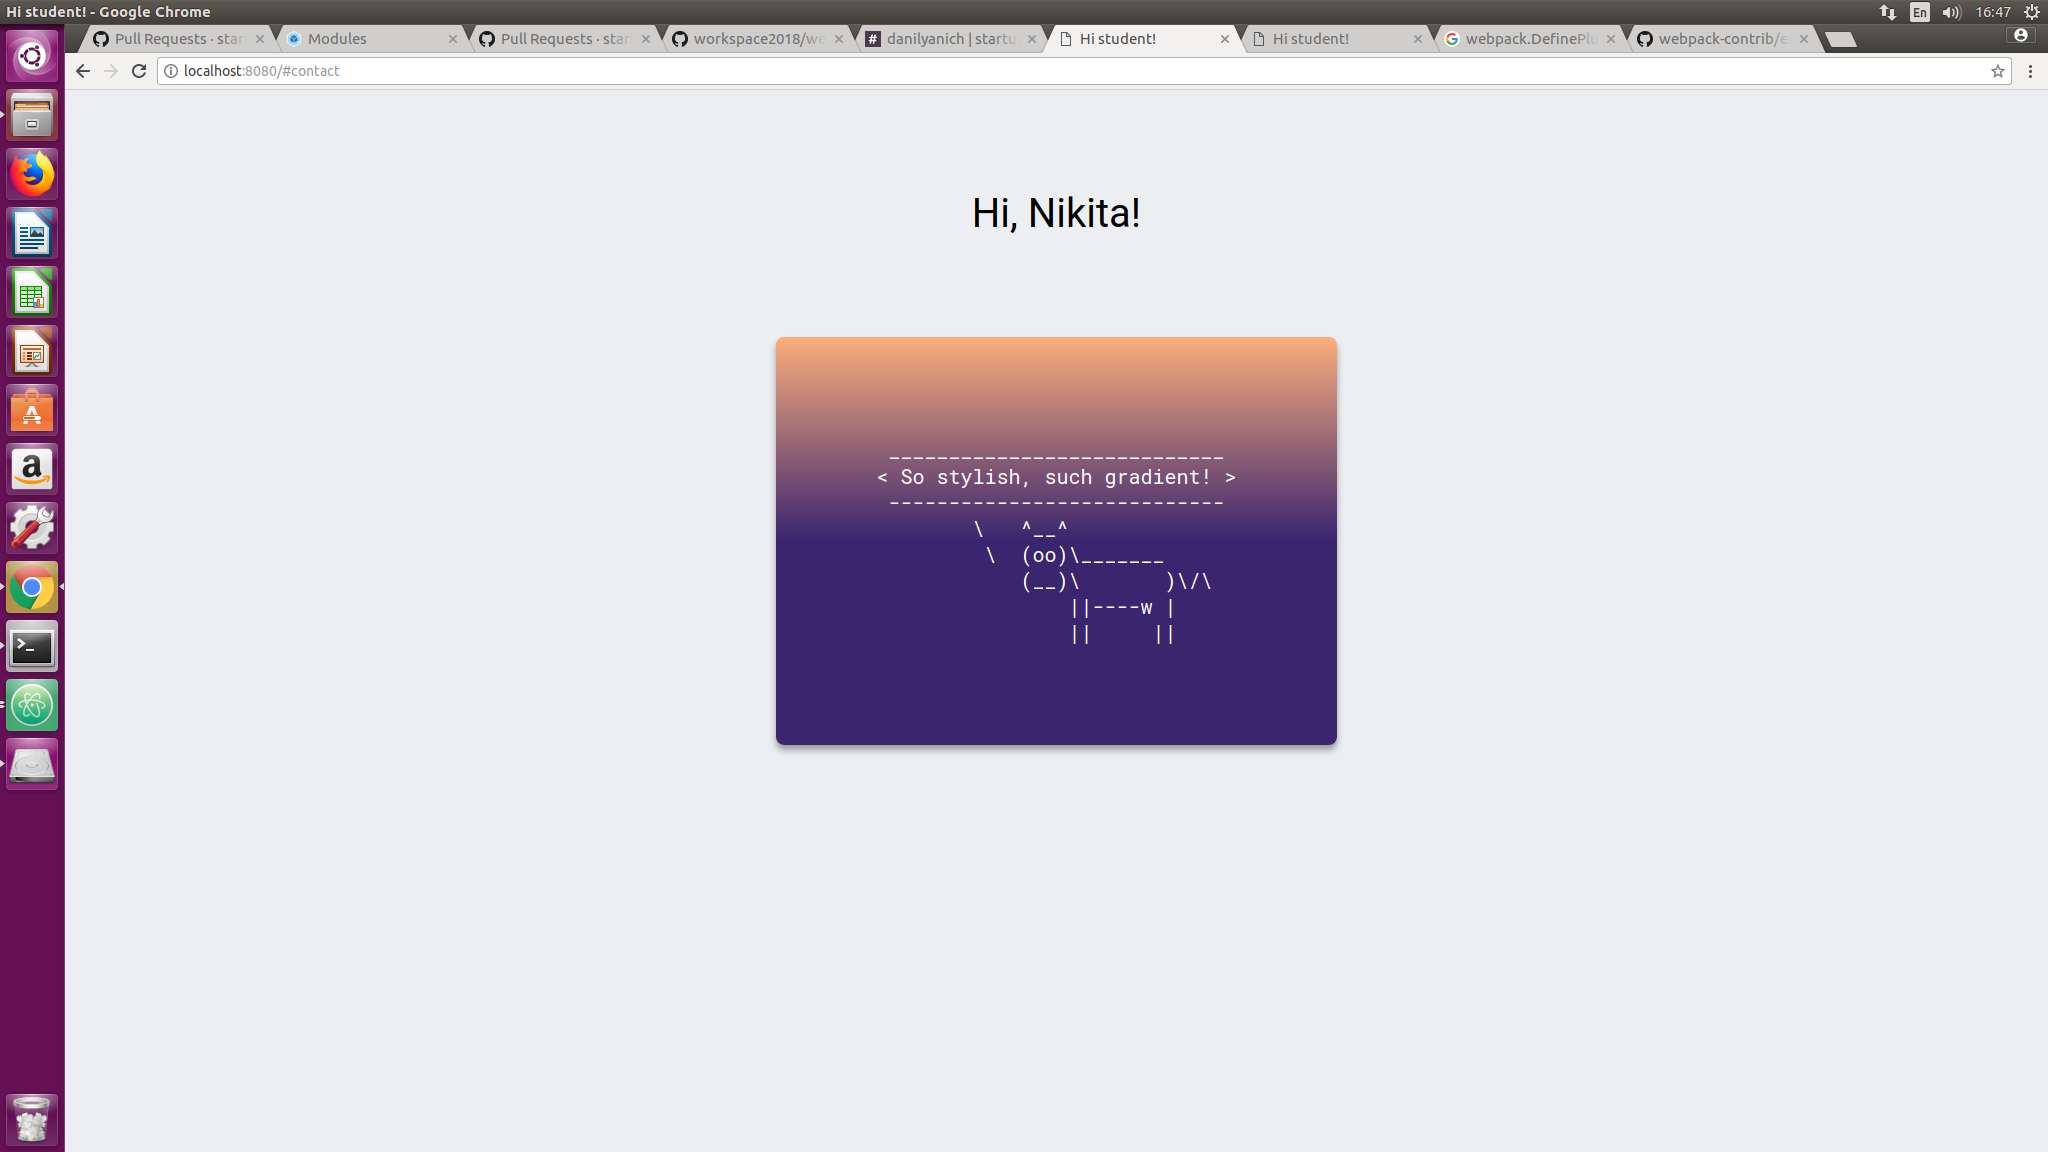 Hi student! - Google Chrome
En
16:47
Pull Requests · star
Modules
Pull Requests · star
workspace2018/we
danilyanich | startu
Hi student!
Hi student!
webpack.DefinePlu
webpack-contrib/e
localhost:8080/#contact
Hi, Nikita!
____________________________
< So stylish, such gradient! >
----------------------------
\   ^__^
\  (oo)\_______
(__)\       )\/\
||----w |
||     ||